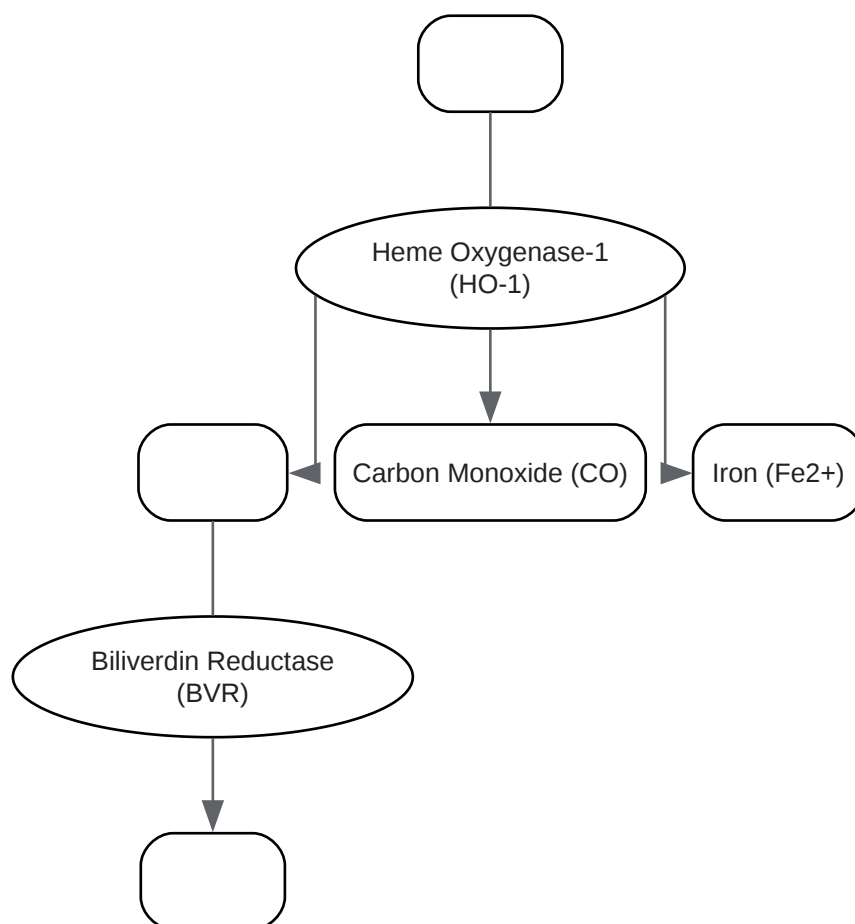 Heme Oxygenase-1
(HO-1)
Carbon Monoxide (CO)
Iron (Fe2+)
Biliverdin Reductase
(BVR)